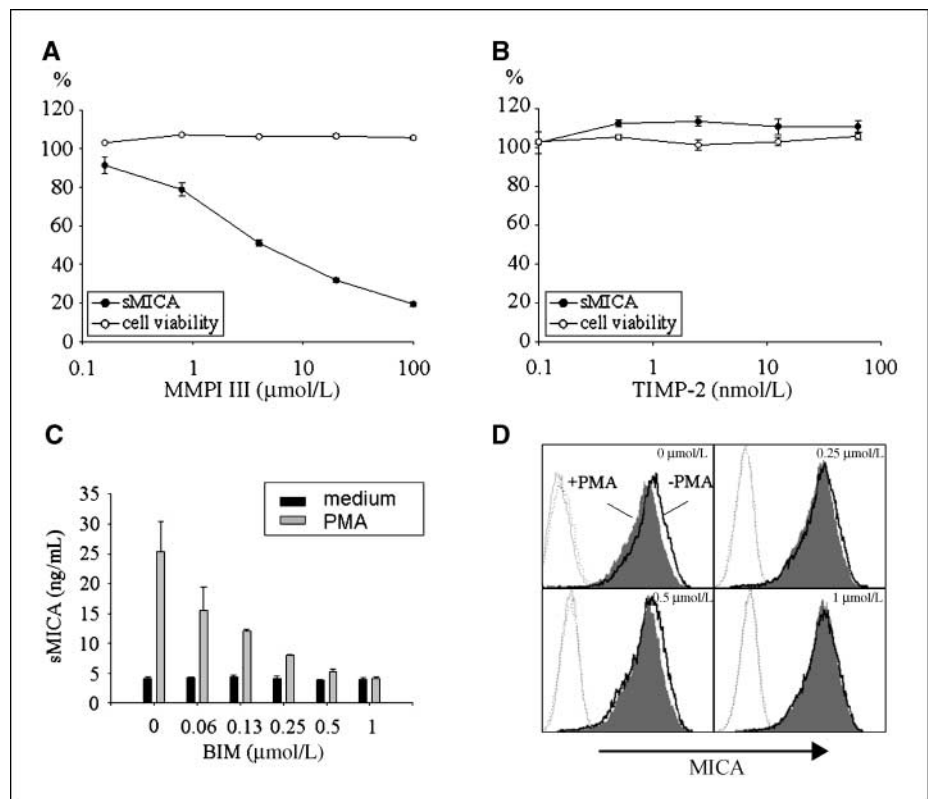 A
%
120
100
80
60
40
20
0
sMICA
cell viability
0.1 1 10 100
MMPI III (µmol/L)
B
%
120
100
80
60
40
20
0
sMICA
cell viability
0.1 1 10 100
TIMP-2 (nmol/L)
C
35
30
25
20
15
10
5
0
sMICA (ng/mL)
medium
PMA
0 0.06 0.13 0.25 0.5 1
BIM (µmol/L)
D
0 µmol/L
+PMA -PMA
0.25 µmol/L
0.5 µmol/L
1 µmol/L
MICA